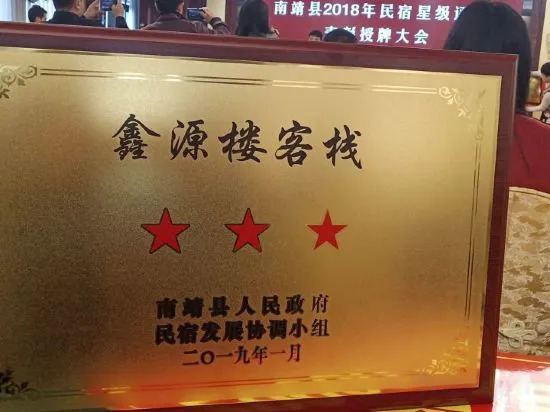 南靖县2018年民宿星级评
授牌大会
鑫源楼客栈
南靖县人民政府
民宿发展协调小组
二〇一九年一月